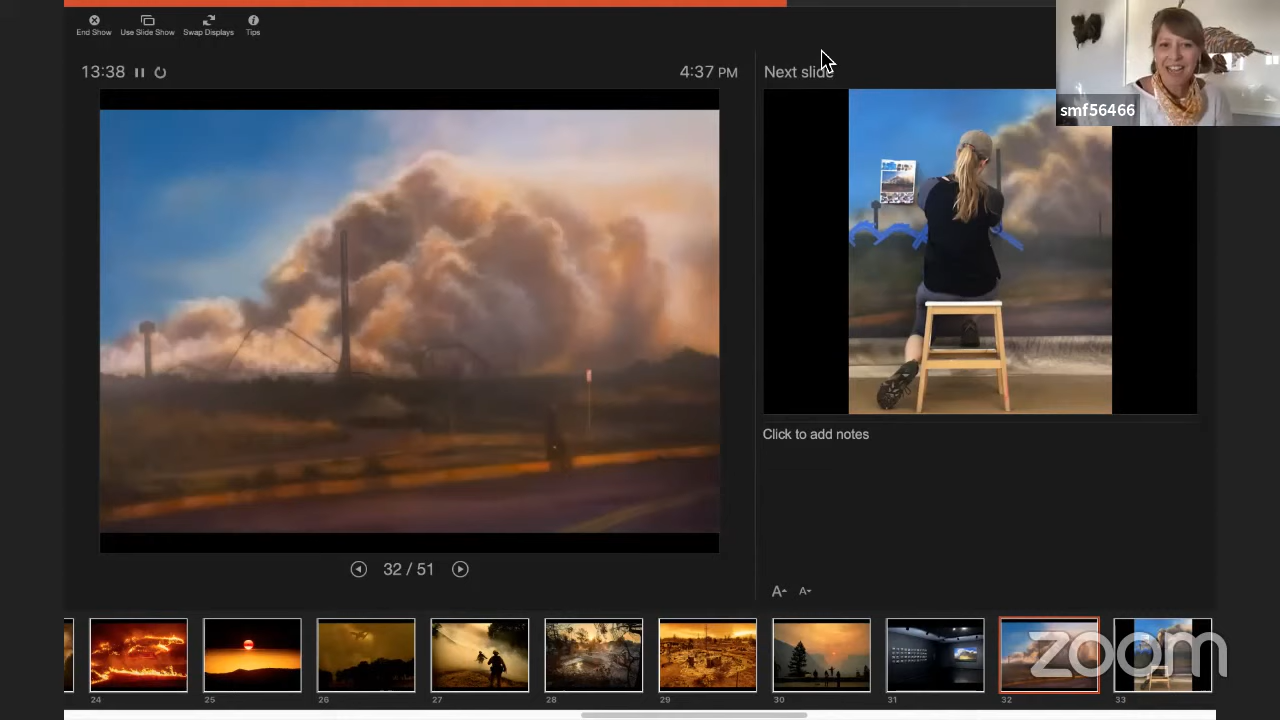 End Show
Use Slide Show
Swap Displays
Tips
13:38
4:37 PM
Next slide
smf56466
Click to add notes
32 / 51
A
A
24
25
26
27
28
29
30
31
32
33
zoom